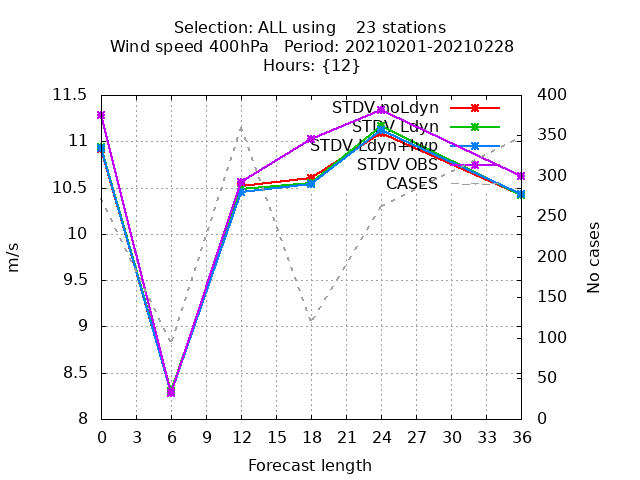 Selection: ALL using 23 stations
Wind speed 400hPa Period: 20210201-20210228
Hours: {12}
11.5
11
10.5
10
9.5
9
8.5
8
400
350
300
250
200
150
100
50
0
STDV noLdyn
STDV Ldyn
STDV Ldyn+lwp
STDV OBS
CASES
m/s
No cases
0 3 6 9 12 15 18 21 24 27 30 33 36
Forecast length